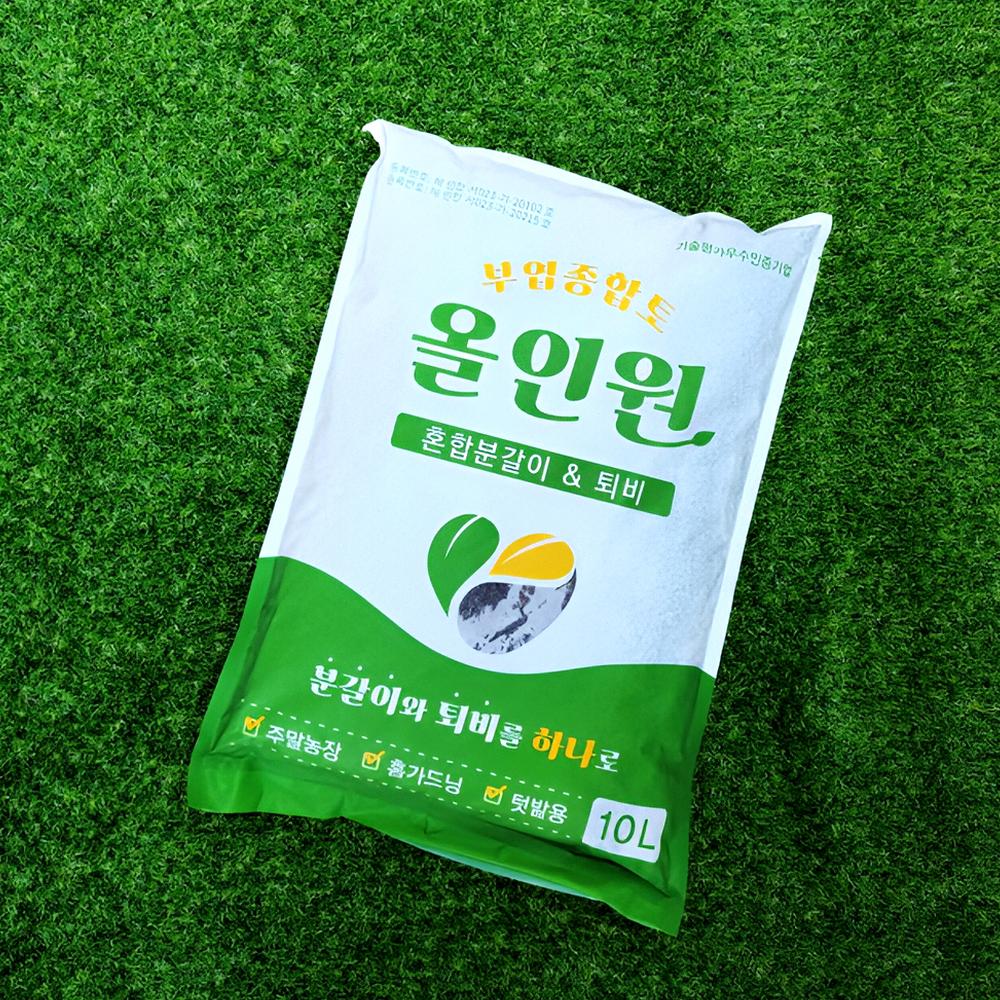 기술평가우수인증기업
부엽종합토
올인원
혼합분갈이 & 퇴비
분갈이와 퇴비를 하나로
주말농장 홈가드닝 텃밭용
10L